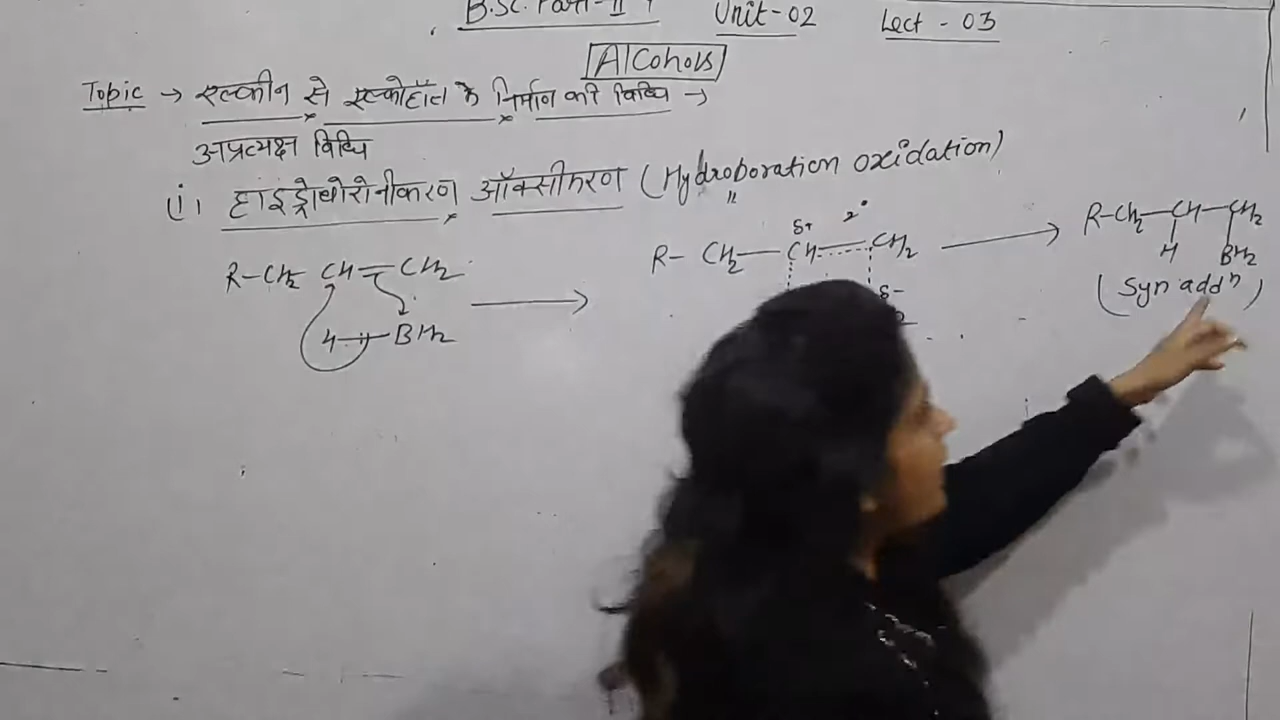 B.Sc. Part-II Unit-02 Lect - 03
Alcohols
Topic → एल्कीन से एल्कोहॉल के निर्माण की विधि →
अप्रत्यक्ष विधि
(i) हाइड्रोबोरोनीकरण ऑक्सीकरण (Hydroboration oxidation)
R-CH2 CH=CH2 → R-CH2-CH=CH2 → R-CH2-CH-CH2
δ+ 2°
H BH2
H-BH2 δ- (Syn addn)